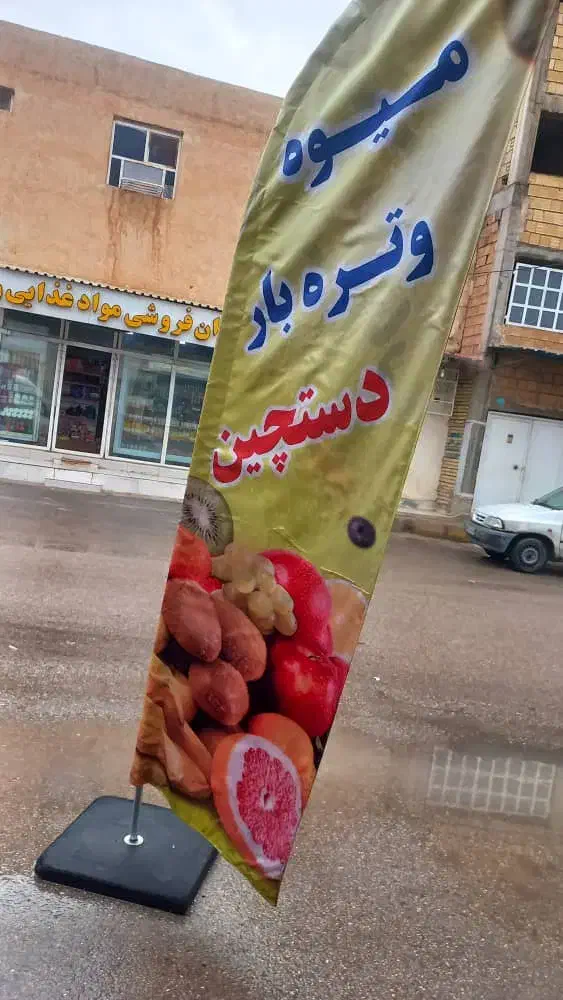 میوه
وتره بار
دستچین
ان فروشی مواد غذایی